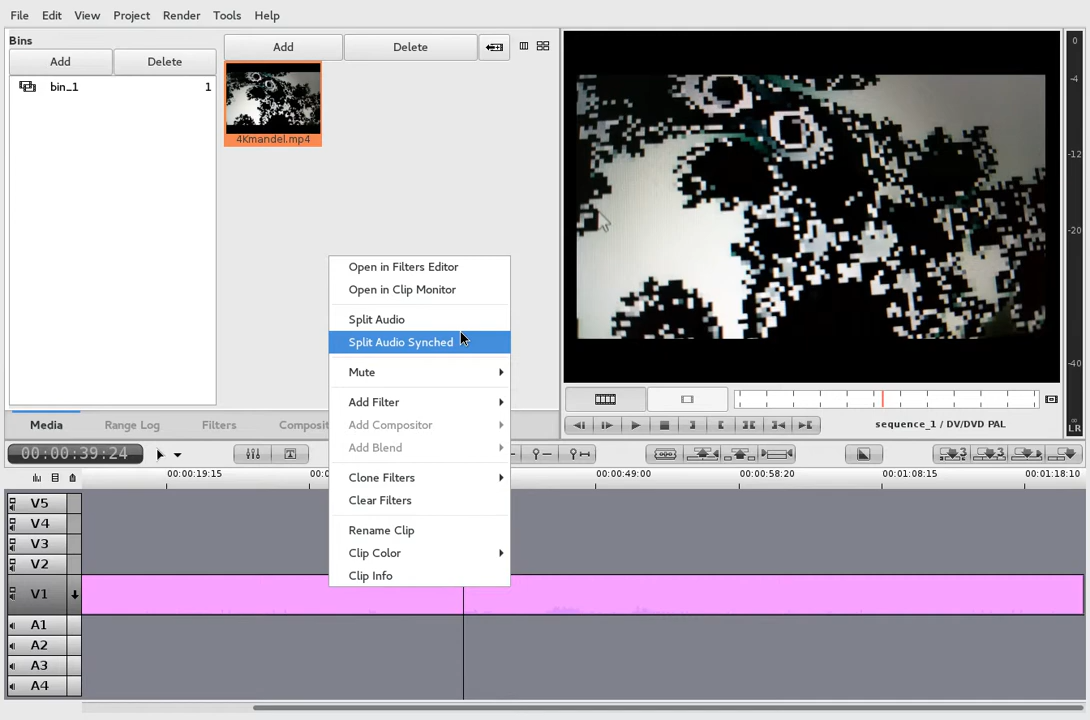 File Edit View Project Render Tools Help
Bins
Add Delete
Add Delete
bin_1 1
4Kmandel.mp4
0
-4
-12
-20
-40
∞
LR
Open in Filters Editor
Open in Clip Monitor
Split Audio
Split Audio Synched
Mute
Add Filter
Add Compositor
Add Blend
Clone Filters
Clear Filters
Rename Clip
Clip Color
Clip Info
Media Range Log Filters Composit
sequence_1 / DV/DVD PAL
00:00:39:24
00:00:19:15 00:0 00:00:49:00 00:00:58:20 00:01:08:15 00:01:18:10
V5
V4
V3
V2
V1
A1
A2
A3
A4